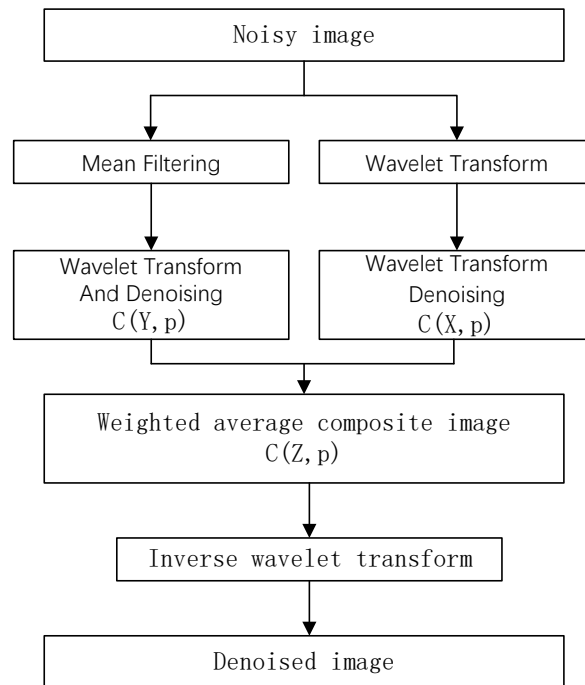 Noisy image
Mean Filtering
Wavelet Transform
Wavelet Transform
And Denoising
C(Y,p)
Wavelet Transform
Denoising
C(X,p)
Weighted average composite image
C(Z,p)
Inverse wavelet transform
Denoised image